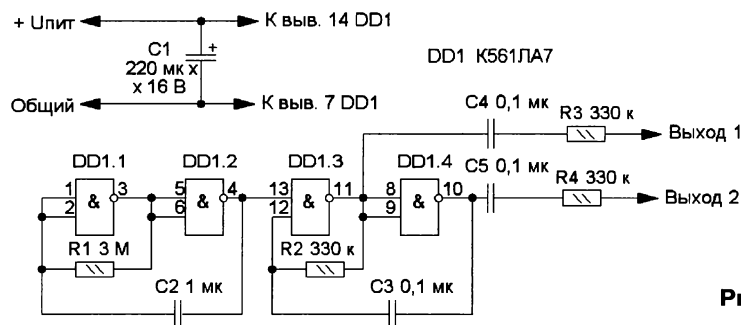 + Uпит
К выв. 14 DD1
C1
+
220 мк х
х 16 В
DD1 К561ЛА7
Общий
К выв. 7 DD1
C4 0,1 мк
R3 330 к
Выход 1
DD1.1
DD1.2
DD1.3
DD1.4
C5 0,1 мк
R4 330 к
Выход 2
1
2
&
3
5
6
&
4
13
12
&
11
8
9
&
10
R1 3 М
R2 330 к
C2 1 мк
C3 0,1 мк